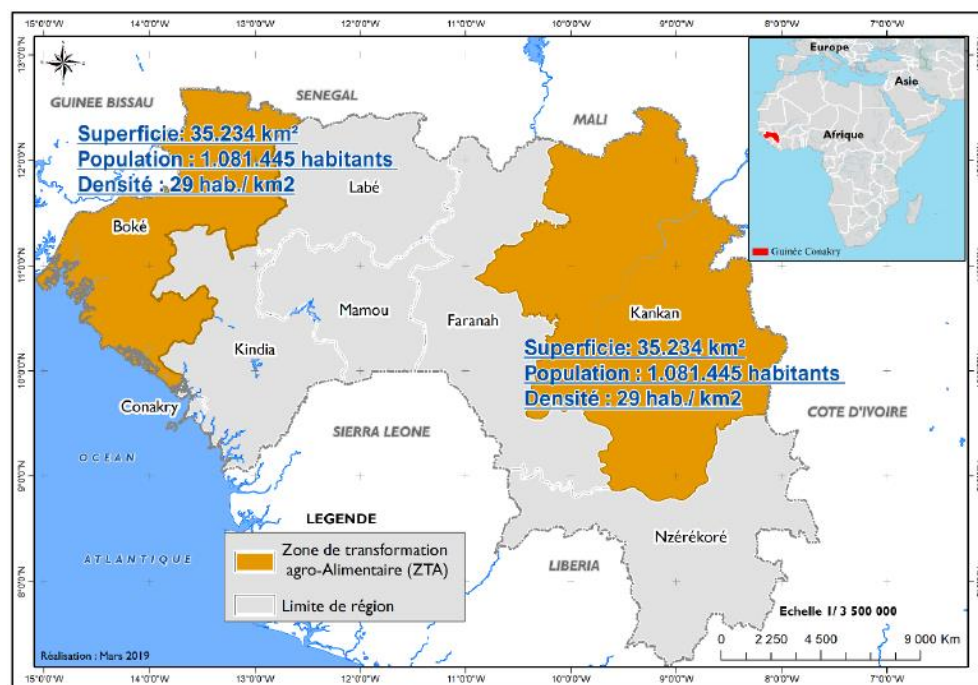 15°0'0"W 14°0'0"W 13°0'0"W 12°0'0"W 11°0'0"W 10°0'0"W 9°0'0"W 8°0'0"W 7°0'0"W
13°0'0"N
12°0'0"N
11°0'0"N
10°0'0"N
9°0'0"N
8°0'0"N
Europe
Asie
Afrique
Guinée Conakry
GUINEE BISSAU
SENEGAL
MALI
Superficie: 35.234 km²
Population : 1.081.445 habitants
Densité : 29 hab./ km2
Labé
Boké
Mamou
Faranah
Kankan
Kindia
Superficie: 35.234 km²
Population : 1.081.445 habitants
Densité : 29 hab./ km2
Conakry
SIERRA LEONE
COTE D'IVOIRE
OCEAN
ATLANTIQUE
Nzérékoré
LIBERIA
LEGENDE
Zone de transformation
agro-Alimentaire (ZTA)
Limite de région
Echelle 1/ 3 500 000
0 2 250 4 500 9 000 Km
Réalisation : Mars 2019
15°0'0"W 14°0'0"W 13°0'0"W 12°0'0"W 11°0'0"W 10°0'0"W 9°0'0"W 8°0'0"W 7°0'0"W